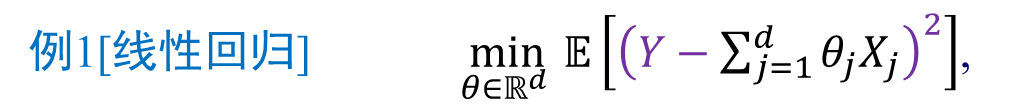 例1[线性回归] min_{θ∈ℝ^d} 𝔼[(Y − ∑_{j=1}^{d} θ_j X_j)^2],